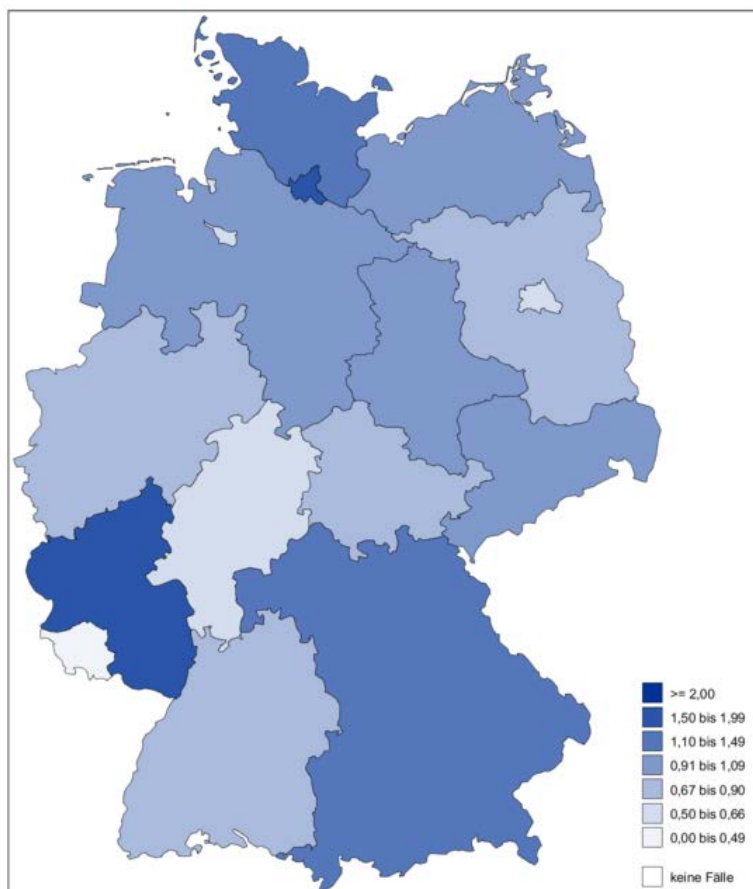 >= 2,00
1,50 bis 1,99
1,10 bis 1,49
0,91 bis 1,09
0,67 bis 0,90
0,50 bis 0,66
0,00 bis 0,49
keine Fälle